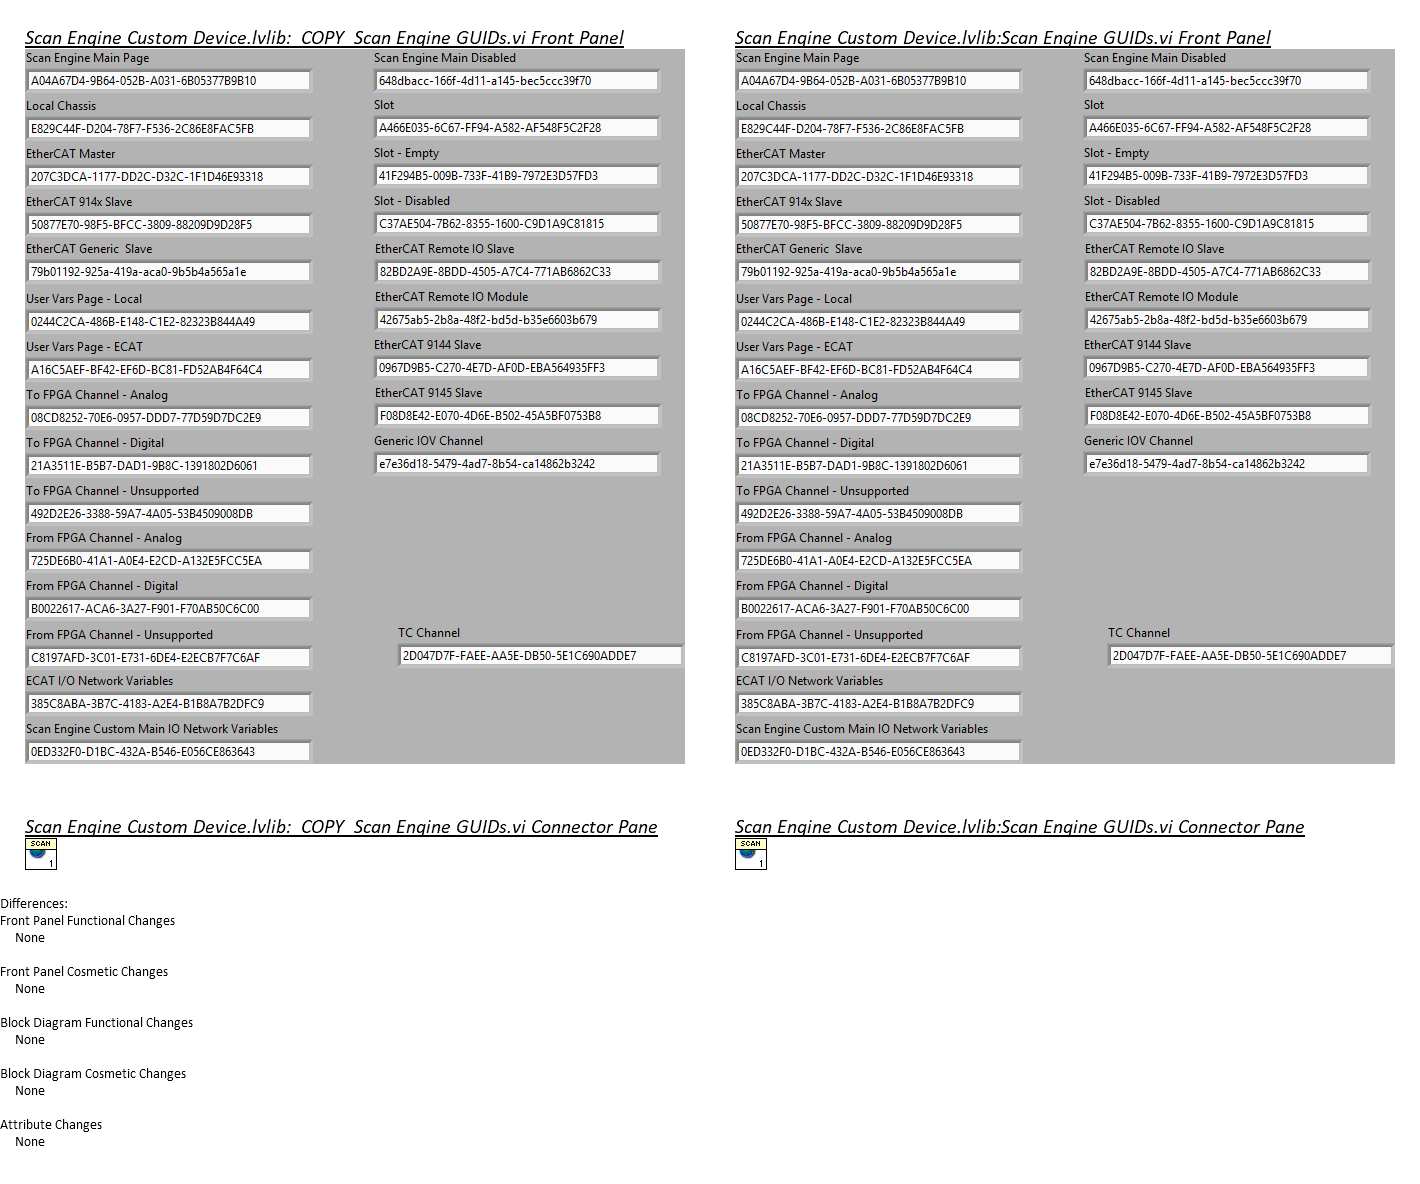 Scan Engine Custom Device.lvlib:  COPY  Scan Engine GUIDs.vi Front Panel
Scan Engine Main Page
A04A67D4-9B64-052B-A031-6B05377B9B10
Local Chassis
E829C44F-D204-78F7-F536-2C86E8FAC5FB
EtherCAT Master
207C3DCA-1177-DD2C-D32C-1F1D46E93318
EtherCAT 914x Slave
50877E70-98F5-BFCC-3809-88209D9D28F5
EtherCAT Generic  Slave
79b01192-925a-419a-aca0-9b5b4a565a1e
User Vars Page - Local
0244C2CA-486B-E148-C1E2-82323B844A49
User Vars Page - ECAT
A16C5AEF-BF42-EF6D-BC81-FD52AB4F64C4
To FPGA Channel - Analog
08CD8252-70E6-0957-DDD7-77D59D7DC2E9
To FPGA Channel - Digital
21A3511E-B5B7-DAD1-9B8C-1391802D6061
To FPGA Channel - Unsupported
492D2E26-3388-59A7-4A05-53B4509008DB
From FPGA Channel - Analog
725DE6B0-41A1-A0E4-E2CD-A132E5FCC5EA
From FPGA Channel - Digital
B0022617-ACA6-3A27-F901-F70AB50C6C00
From FPGA Channel - Unsupported
C8197AFD-3C01-E731-6DE4-E2ECB7F7C6AF
ECAT I/O Network Variables
385C8ABA-3B7C-4183-A2E4-B1B8A7B2DFC9
Scan Engine Custom Main IO Network Variables
0ED332F0-D1BC-432A-B546-E056CE863643
Scan Engine Main Disabled
648dbacc-166f-4d11-a145-bec5ccc39f70
Slot
A466E035-6C67-FF94-A582-AF548F5C2F28
Slot - Empty
41F294B5-009B-733F-41B9-7972E3D57FD3
Slot - Disabled
C37AE504-7B62-8355-1600-C9D1A9C81815
EtherCAT Remote IO Slave
82BD2A9E-8BDD-4505-A7C4-771AB6862C33
EtherCAT Remote IO Module
42675ab5-2b8a-48f2-bd5d-b35e6603b679
EtherCAT 9144 Slave
0967D9B5-C270-4E7D-AF0D-EBA564935FF3
EtherCAT 9145 Slave
F08D8E42-E070-4D6E-B502-45A5BF0753B8
Generic IOV Channel
e7e36d18-5479-4ad7-8b54-ca14862b3242
TC Channel
2D047D7F-FAEE-AA5E-DB50-5E1C690ADDE7
Scan Engine Custom Device.lvlib:Scan Engine GUIDs.vi Front Panel
Scan Engine Main Page
A04A67D4-9B64-052B-A031-6B05377B9B10
Local Chassis
E829C44F-D204-78F7-F536-2C86E8FAC5FB
EtherCAT Master
207C3DCA-1177-DD2C-D32C-1F1D46E93318
EtherCAT 914x Slave
50877E70-98F5-BFCC-3809-88209D9D28F5
EtherCAT Generic  Slave
79b01192-925a-419a-aca0-9b5b4a565a1e
User Vars Page - Local
0244C2CA-486B-E148-C1E2-82323B844A49
User Vars Page - ECAT
A16C5AEF-BF42-EF6D-BC81-FD52AB4F64C4
To FPGA Channel - Analog
08CD8252-70E6-0957-DDD7-77D59D7DC2E9
To FPGA Channel - Digital
21A3511E-B5B7-DAD1-9B8C-1391802D6061
To FPGA Channel - Unsupported
492D2E26-3388-59A7-4A05-53B4509008DB
From FPGA Channel - Analog
725DE6B0-41A1-A0E4-E2CD-A132E5FCC5EA
From FPGA Channel - Digital
B0022617-ACA6-3A27-F901-F70AB50C6C00
From FPGA Channel - Unsupported
C8197AFD-3C01-E731-6DE4-E2ECB7F7C6AF
ECAT I/O Network Variables
385C8ABA-3B7C-4183-A2E4-B1B8A7B2DFC9
Scan Engine Custom Main IO Network Variables
0ED332F0-D1BC-432A-B546-E056CE863643
Scan Engine Main Disabled
648dbacc-166f-4d11-a145-bec5ccc39f70
Slot
A466E035-6C67-FF94-A582-AF548F5C2F28
Slot - Empty
41F294B5-009B-733F-41B9-7972E3D57FD3
Slot - Disabled
C37AE504-7B62-8355-1600-C9D1A9C81815
EtherCAT Remote IO Slave
82BD2A9E-8BDD-4505-A7C4-771AB6862C33
EtherCAT Remote IO Module
42675ab5-2b8a-48f2-bd5d-b35e6603b679
EtherCAT 9144 Slave
0967D9B5-C270-4E7D-AF0D-EBA564935FF3
EtherCAT 9145 Slave
F08D8E42-E070-4D6E-B502-45A5BF0753B8
Generic IOV Channel
e7e36d18-5479-4ad7-8b54-ca14862b3242
TC Channel
2D047D7F-FAEE-AA5E-DB50-5E1C690ADDE7
Scan Engine Custom Device.lvlib:  COPY  Scan Engine GUIDs.vi Connector Pane
SCAN
1
Scan Engine Custom Device.lvlib:Scan Engine GUIDs.vi Connector Pane
SCAN
1
Differences:
Front Panel Functional Changes
None
Front Panel Cosmetic Changes
None
Block Diagram Functional Changes
None
Block Diagram Cosmetic Changes
None
Attribute Changes
None